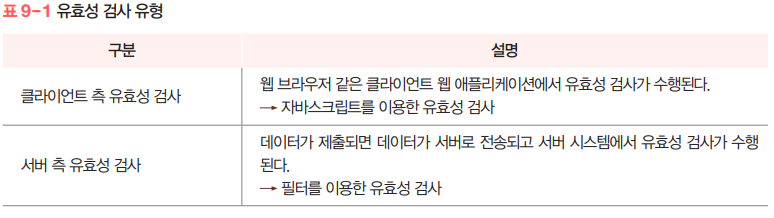 표 9-1 유효성 검사 유형
구분 설명
클라이언트 측 유효성 검사
웹 브라우저 같은 클라이언트 웹 애플리케이션에서 유효성 검사가 수행된다.
→ 자바스크립트를 이용한 유효성 검사
서버 측 유효성 검사
데이터가 제출되면 데이터가 서버로 전송되고 서버 시스템에서 유효성 검사가 수행
된다.
→ 필터를 이용한 유효성 검사